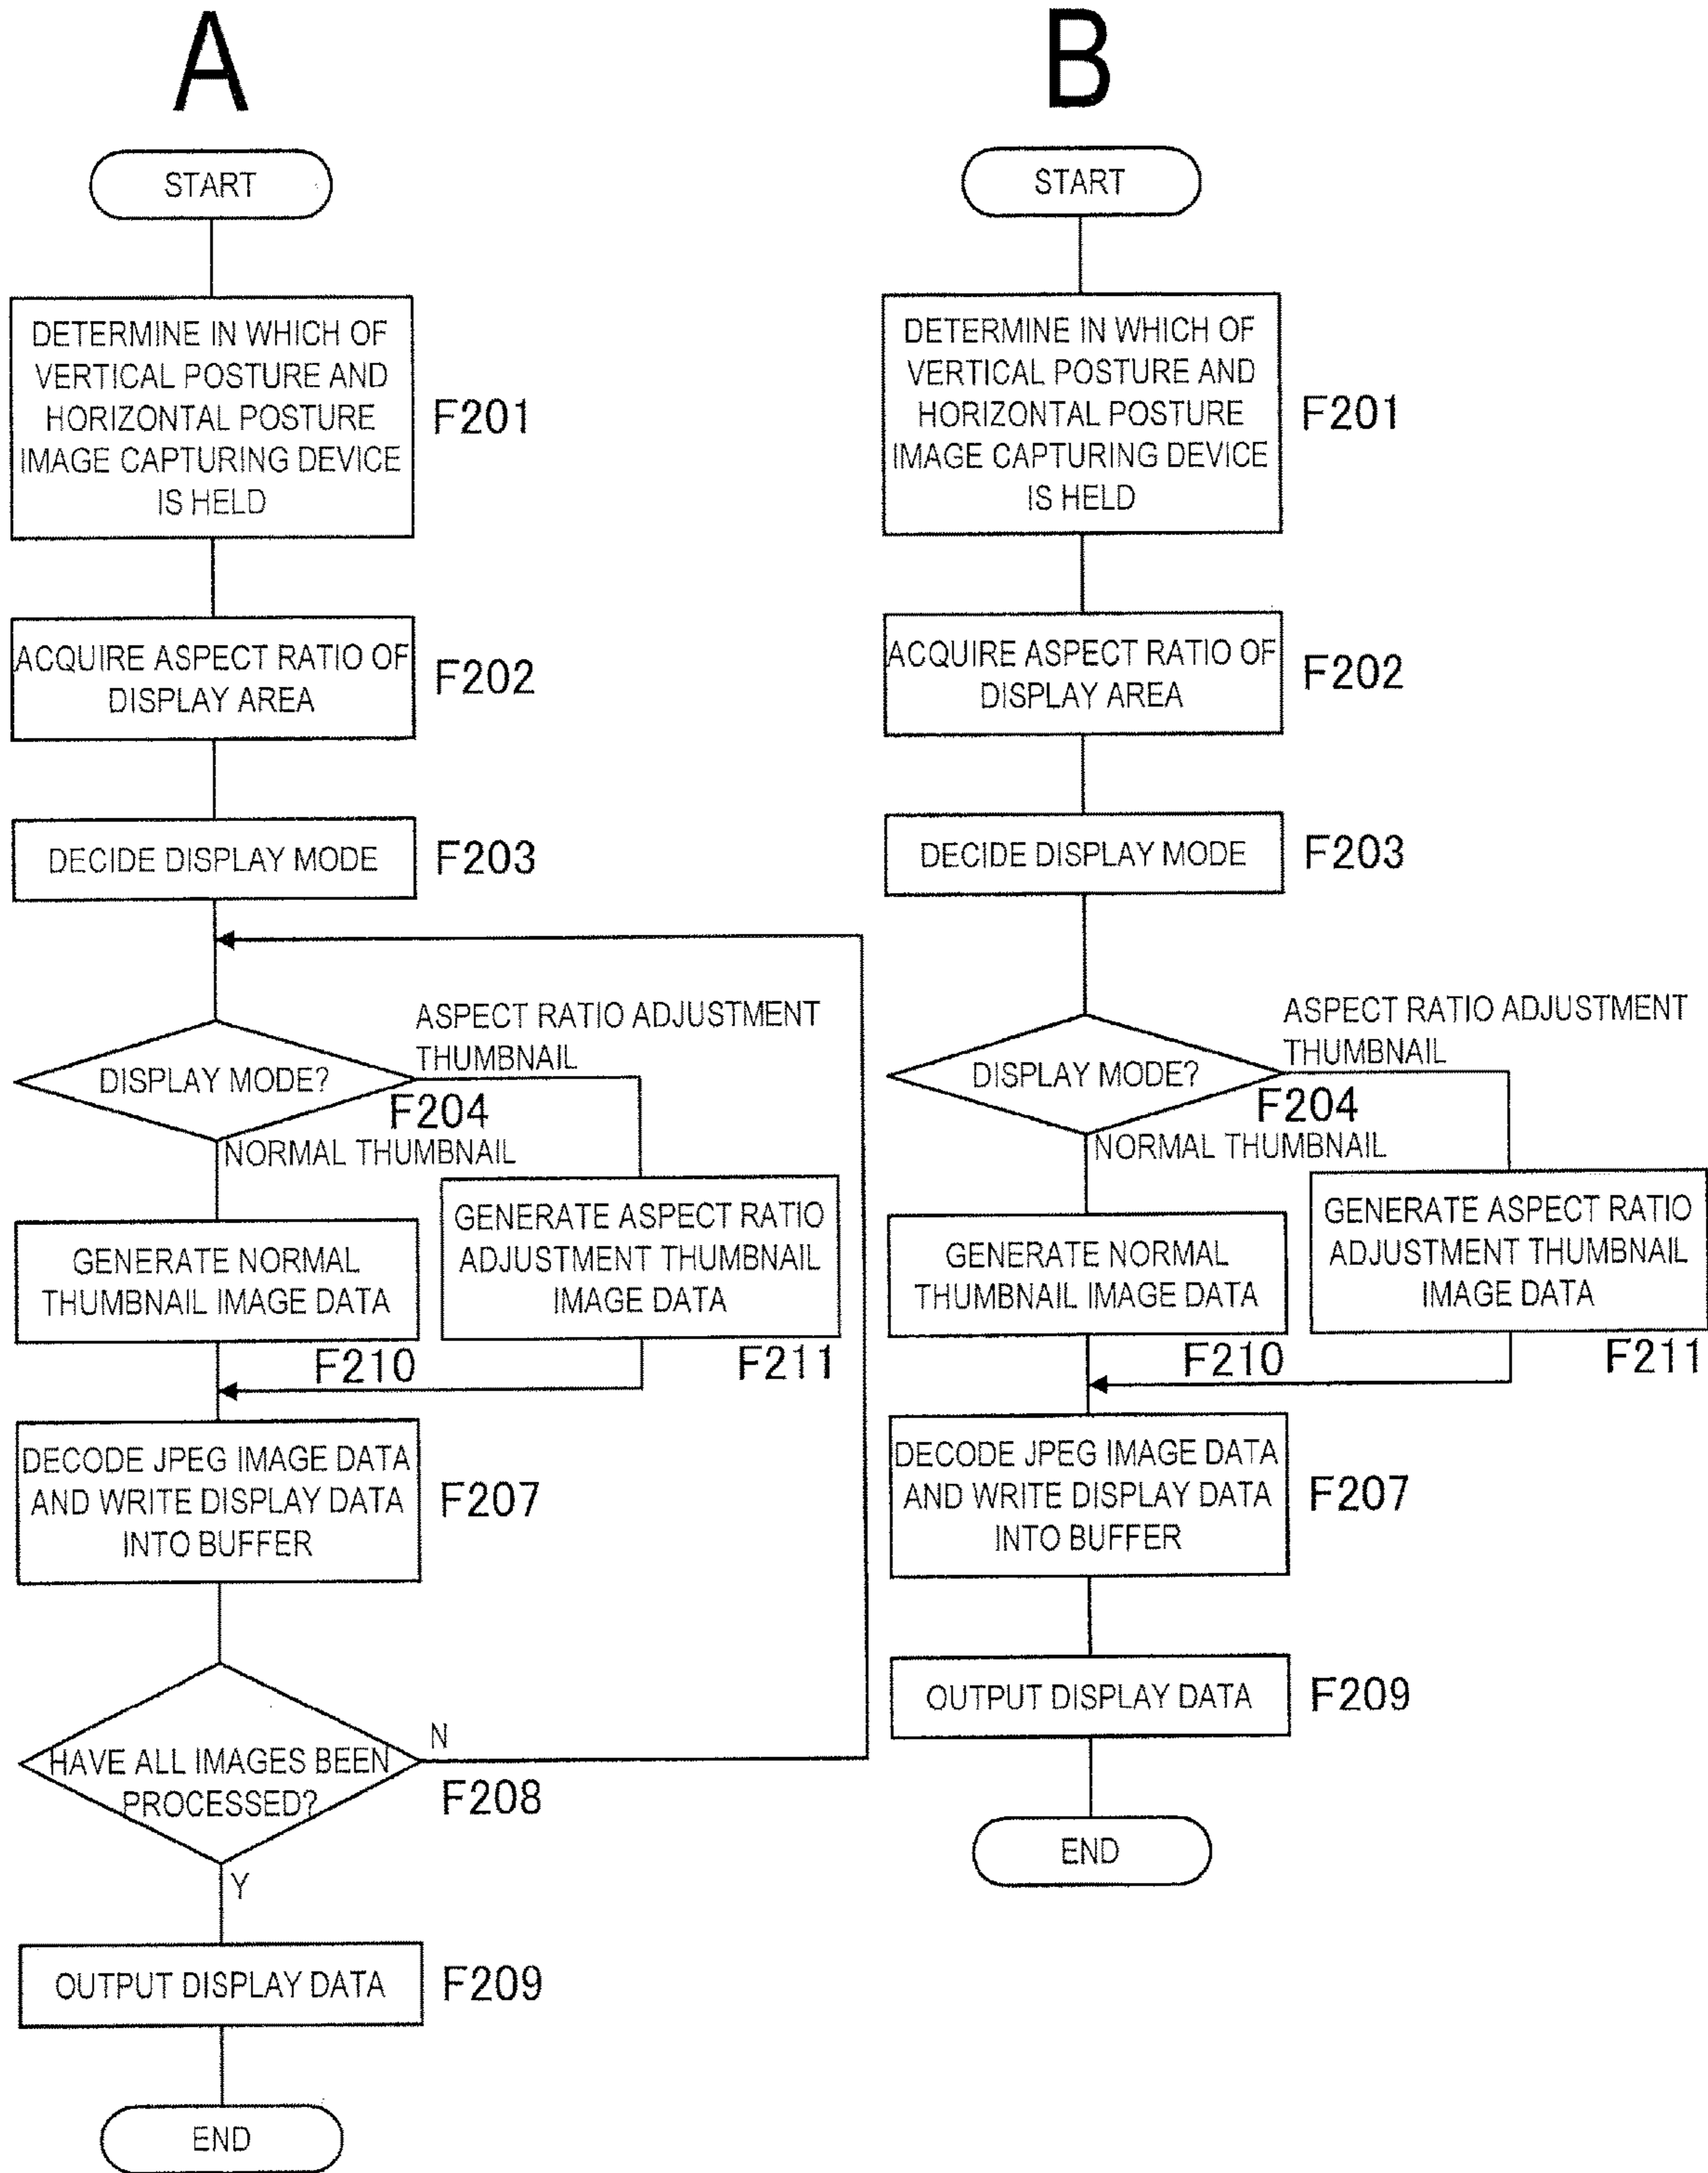 A
START
DETERMINE IN WHICH OF
VERTICAL POSTURE AND
HORIZONTAL POSTURE
IMAGE CAPTURING DEVICE
IS HELD
F201
ACQUIRE ASPECT RATIO OF
DISPLAY AREA
F202
DECIDE DISPLAY MODE
F203
ASPECT RATIO ADJUSTMENT
THUMBNAIL
DISPLAY MODE?
F204
NORMAL THUMBNAIL
GENERATE NORMAL
THUMBNAIL IMAGE DATA
F210
GENERATE ASPECT RATIO
ADJUSTMENT THUMBNAIL
IMAGE DATA
F211
DECODE JPEG IMAGE DATA
AND WRITE DISPLAY DATA
INTO BUFFER
F207
HAVE ALL IMAGES BEEN
PROCESSED?
N
F208
Y
OUTPUT DISPLAY DATA
F209
END
B
START
DETERMINE IN WHICH OF
VERTICAL POSTURE AND
HORIZONTAL POSTURE
IMAGE CAPTURING DEVICE
IS HELD
F201
ACQUIRE ASPECT RATIO OF
DISPLAY AREA
F202
DECIDE DISPLAY MODE
F203
ASPECT RATIO ADJUSTMENT
THUMBNAIL
DISPLAY MODE?
F204
NORMAL THUMBNAIL
GENERATE NORMAL
THUMBNAIL IMAGE DATA
F210
GENERATE ASPECT RATIO
ADJUSTMENT THUMBNAIL
IMAGE DATA
F211
DECODE JPEG IMAGE DATA
AND WRITE DISPLAY DATA
INTO BUFFER
F207
OUTPUT DISPLAY DATA
F209
END